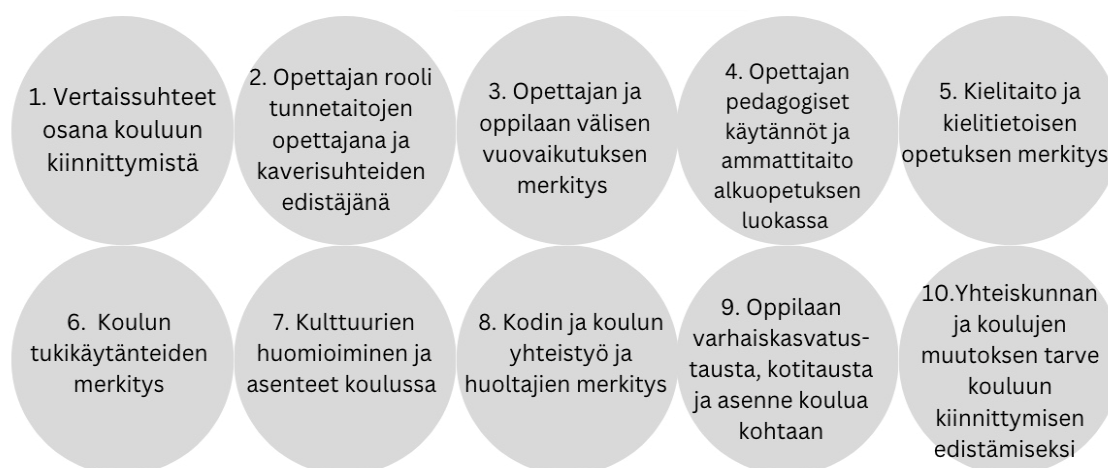 1. Vertaissuhteet
osana kouluun
kiinnittymistä
2. Opettajan rooli
tunnetaitojen
opettajana ja
kaverisuhteiden
edistäjänä
3. Opettajan ja
oppilaan välisen
vuovaikutuksen
merkitys
4. Opettajan
pedagogiset
käytännöt ja
ammattitaito
alkuopetuksen
luokassa
5. Kielitaito ja
kielitietoisen
opetuksen merkitys
6. Koulun
tukikäytänteiden
merkitys
7. Kulttuurien
huomioiminen ja
asenteet koulussa
8. Kodin ja koulun
yhteistyö ja
huoltajien merkitys
9. Oppilaan
varhaiskasvatus-
tausta, kotitausta
ja asenne koulua
kohtaan
10.Yhteiskunnan
ja koulujen
muutoksen tarve
kouluun
kiinnittymisen
edistämiseksi